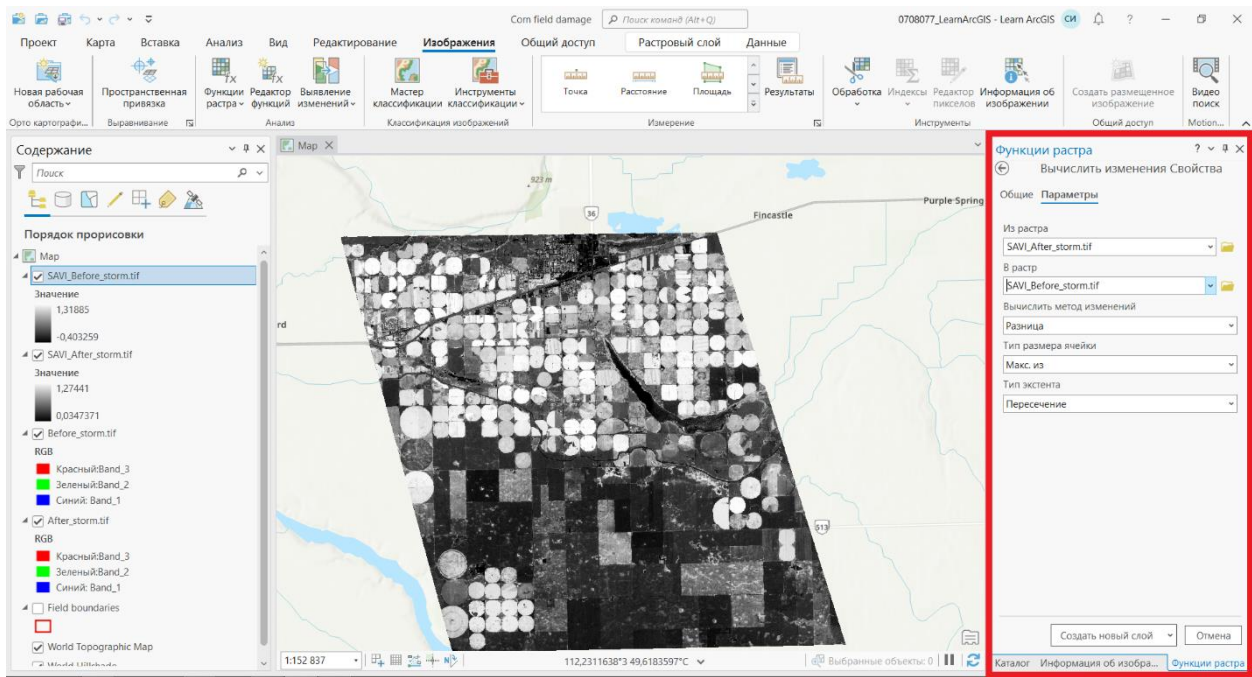 Corn field damage
Поиск команд (Alt+Q)
0708077_LearnArcGIS - Learn ArcGIS
СИ
Проект Карта Вставка Анализ Вид Редактирование Изображения Общий доступ Растровый слой Данные
Новая рабочая область
Пространственная привязка
Функции растра
Редактор функций
Выявление изменений
Мастер классификации
Инструменты классификации
Точка
Расстояние
Площадь
Результаты
Обработка
Индексы
Редактор пикселов
Информация об изображении
Создать размещенное изображение
Видео поиск
Орто картографи...
Выравнивание
Анализ
Классификация изображений
Измерение
Инструменты
Общий доступ
Motion...
Содержание
Поиск
Порядок прорисовки
Map
SAVI_Before_storm.tif
Значение
1,31885
-0,403259
SAVI_After_storm.tif
Значение
1,27441
0,0347371
Before_storm.tif
RGB
Красный:Band_3
Зеленый:Band_2
Синий: Band_1
After_storm.tif
RGB
Красный:Band_3
Зеленый:Band_2
Синий: Band_1
Field boundaries
World Topographic Map
World Hillshade
Map
923 m
36
Fincastle
Purple Spring
rd
513
1:152 837
112,2311638°З 49,6183597°С
Выбранные объекты: 0
Функции растра
Вычислить изменения Свойства
Общие Параметры
Из растра
SAVI_After_storm.tif
В растр
SAVI_Before_storm.tif
Вычислить метод изменений
Разница
Тип размера ячейки
Макс. из
Тип экстента
Пересечение
Создать новый слой
Отмена
Каталог Информация об изобра... Функции растра